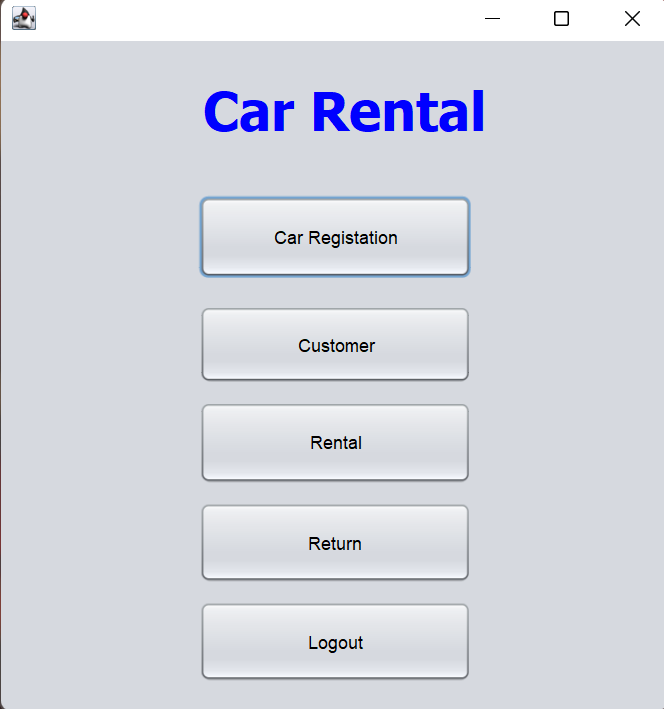 Car Rental
Car Registation
Customer
Rental
Return
Logout